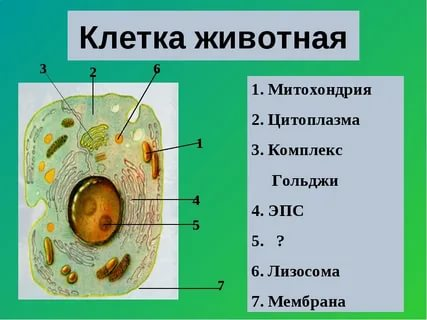 Клетка животная
3
2
6
1
4
5
7
1. Митохондрия
2. Цитоплазма
3. Комплекс
Гольджи
4. ЭПС
5. ?
6. Лизосома
7. Мембрана